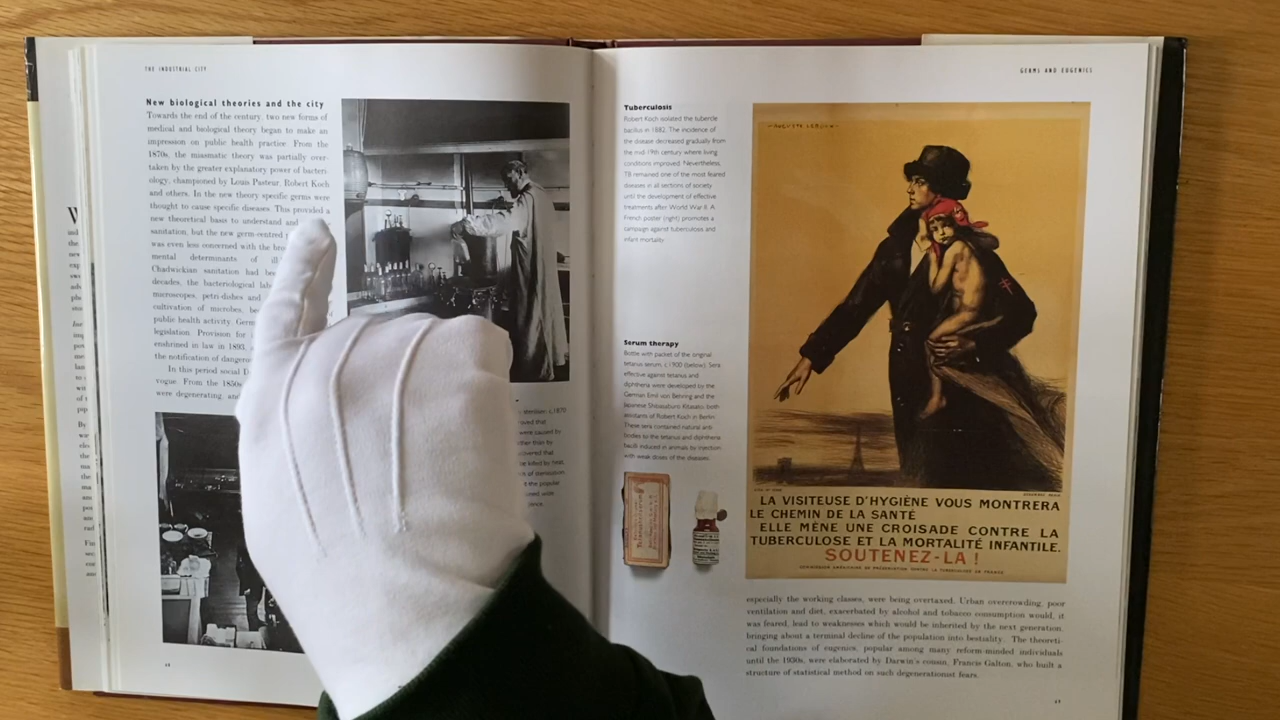 THE INDUSTRIAL CITY
New biological theories and the city
Towards the end of the century, two new forms of
medical and biological theory began to make an
impression on public health practice. From the
1870s, the miasmatic theory was partially over-
taken by the greater explanatory power of bacteri-
ology, championed by Louis Pasteur, Robert Koch
and others. In the new theory specific germs were
thought to cause specific diseases. This provided a
new theoretical basis to understand and
sanitation, but the new germ-centred
was even less concerned with the
mental determinants of
Chadwickian sanitation had
decades, the bacteriological
microscopes, petri-dishes and
cultivation of microbes,
public health activity.
legislation. Provision for
enshrined in law in 1893,
the notification of
In this period social
vogue. From the 1850s
were degenerating, and
GERMS AND EUGENICS
Tuberculosis
Robert Koch isolated the tubercle
bacillus in 1882. The incidence of
the disease decreased gradually from
the mid-19th century where living
conditions improved. Nevertheless,
TB remained one of the most feared
diseases in all sections of society
until the development of effective
treatments after World War II. A
French poster (right) promotes a
campaign against tuberculosis and
infant mortality.
Serum therapy
Bottle with packet of the original
tetanus serum, c.1900 (below). Sera
effective against tetanus and
diphtheria were developed by the
German Emil von Behring and the
Japanese Shibasaburo Kitasato, both
assistants of Robert Koch in Berlin.
These sera contained natural anti-
bodies to the tetanus and diphtheria
bacilli induced in animals by injection
with weak doses of the diseases.
LA VISITEUSE D'HYGIÈNE VOUS MONTRERA
LE CHEMIN DE LA SANTÉ
ELLE MÈNE UNE CROISADE CONTRE LA
TUBERCULOSE ET LA MORTALITÉ INFANTILE.
SOUTENEZ-LA !
COMMISSION AMÉRICAINE DE PRÉSERVATION CONTRE LA TUBERCULOSE EN FRANCE
especially the working classes, were being overtaxed. Urban overcrowding, poor
ventilation and diet, exacerbated by alcohol and tobacco consumption would, it
was feared, lead to weaknesses which would be inherited by the next generation,
bringing about a terminal decline of the population into bestiality. The theoreti-
cal foundations of eugenics, popular among many reform-minded individuals
until the 1930s, were elaborated by Darwin's cousin, Francis Galton, who built a
structure of statistical method on such degenerationist fears.